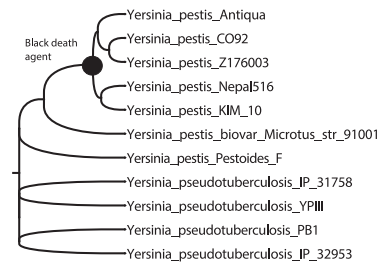 Yersinia_pestis_Antiqua
Yersinia_pestis_CO92
Black death
agent
Yersinia_pestis_Z176003
Yersinia_pestis_Nepal516
Yersinia_pestis_KIM_10
Yersinia_pestis_biovar_Microtus_str_91001
Yersinia_pestis_Pestoides_F
Yersinia_pseudotuberculosis_IP_31758
Yersinia_pseudotuberculosis_YPIII
Yersinia_pseudotuberculosis_PB1
Yersinia_pseudotuberculosis_IP_32953